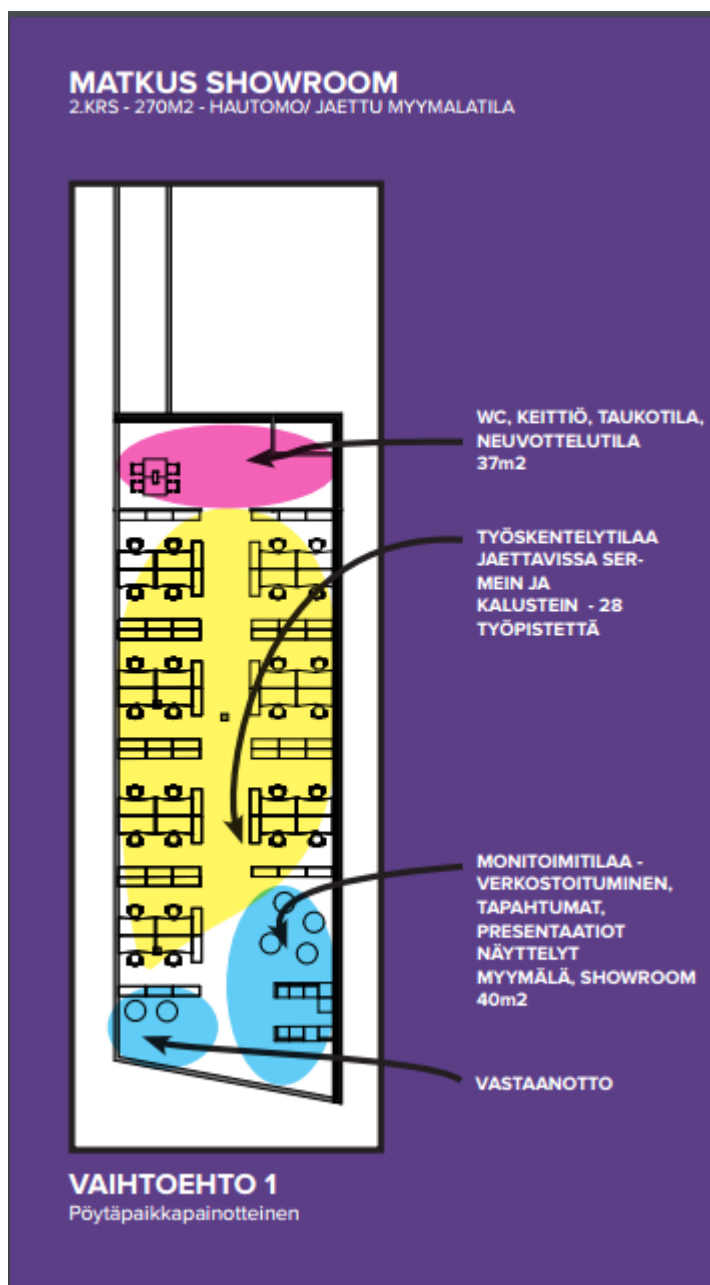 MATKUS SHOWROOM
2.KRS - 270M2 - HAUTOMO/ JAETTU MYYMALATILA
WC, KEITTIÖ, TAUKOTILA,
NEUVOTTELUTILA
37m2
TYÖSKENTELYTILAA
JAETTAVISSA SER-
MEIN JA
KALUSTEIN - 28
TYÖPISTETTÄ
MONITOIMITILAA -
VERKOSTOITUMINEN,
TAPAHTUMAT,
PRESENTAATIOT
NÄYTTELYT
MYYMÄLÄ, SHOWROOM
40m2
VASTAANOTTO
VAIHTOEHTO 1
Pöytäpaikkapainotteinen